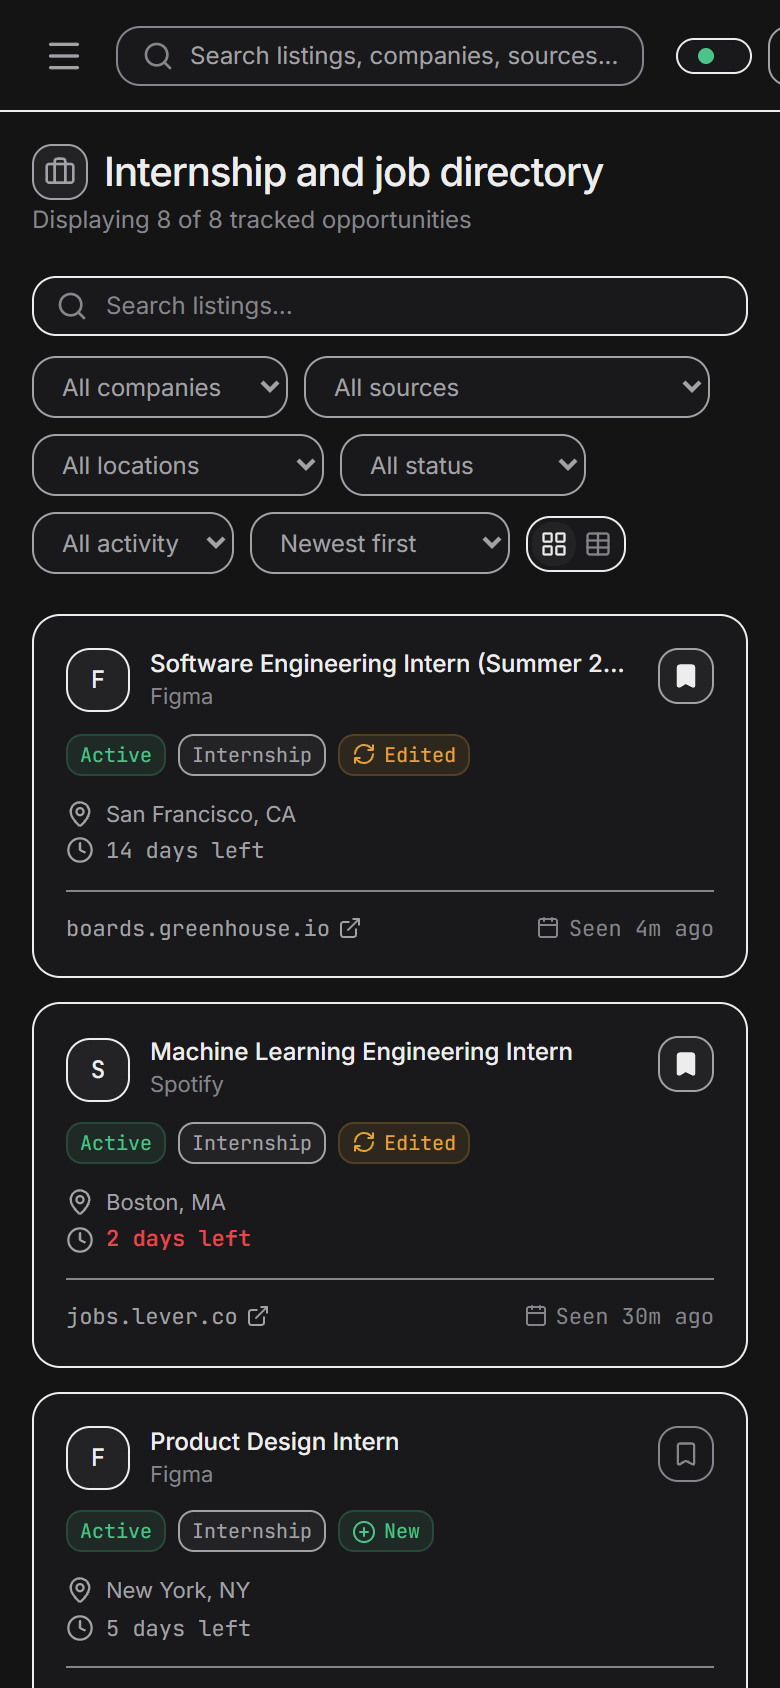 Search listings, companies, sources...
Internship and job directory
Displaying 8 of 8 tracked opportunities
Search listings...
All companies
All sources
All locations
All status
All activity
Newest first
F
Software Engineering Intern (Summer 2...
Figma
Active
Internship
Edited
San Francisco, CA
14 days left
boards.greenhouse.io
Seen 4m ago
S
Machine Learning Engineering Intern
Spotify
Active
Internship
Edited
Boston, MA
2 days left
jobs.lever.co
Seen 30m ago
F
Product Design Intern
Figma
Active
Internship
New
New York, NY
5 days left